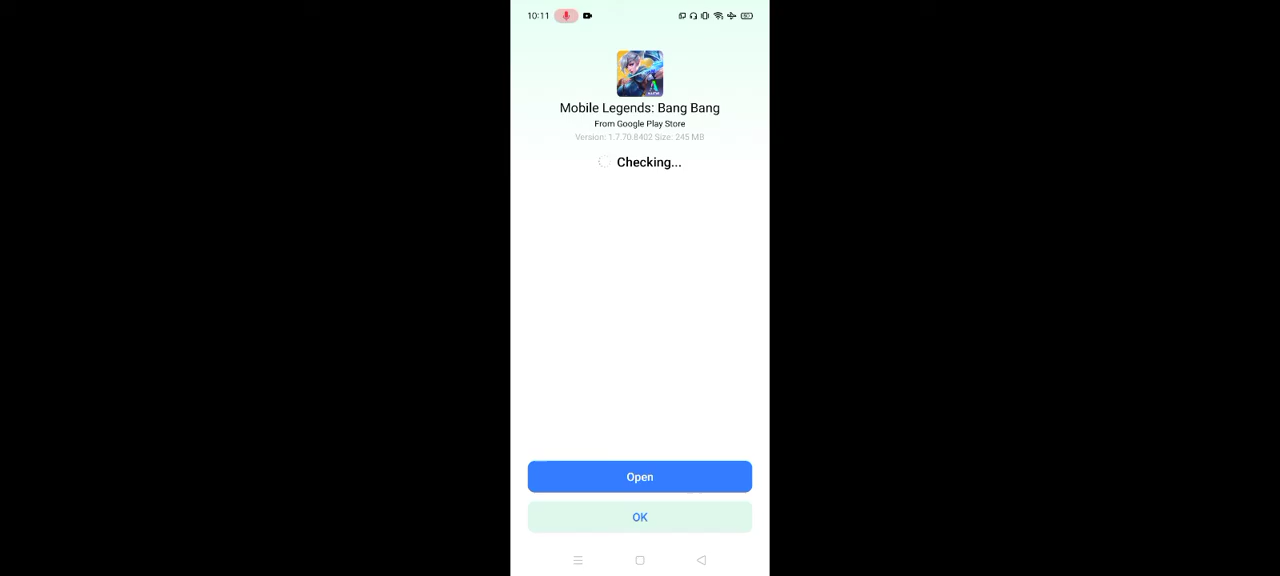 10:11
Mobile Legends: Bang Bang
From Google Play Store
Version: 1.7.70.8402 Size: 245 MB
Checking...
Open
OK